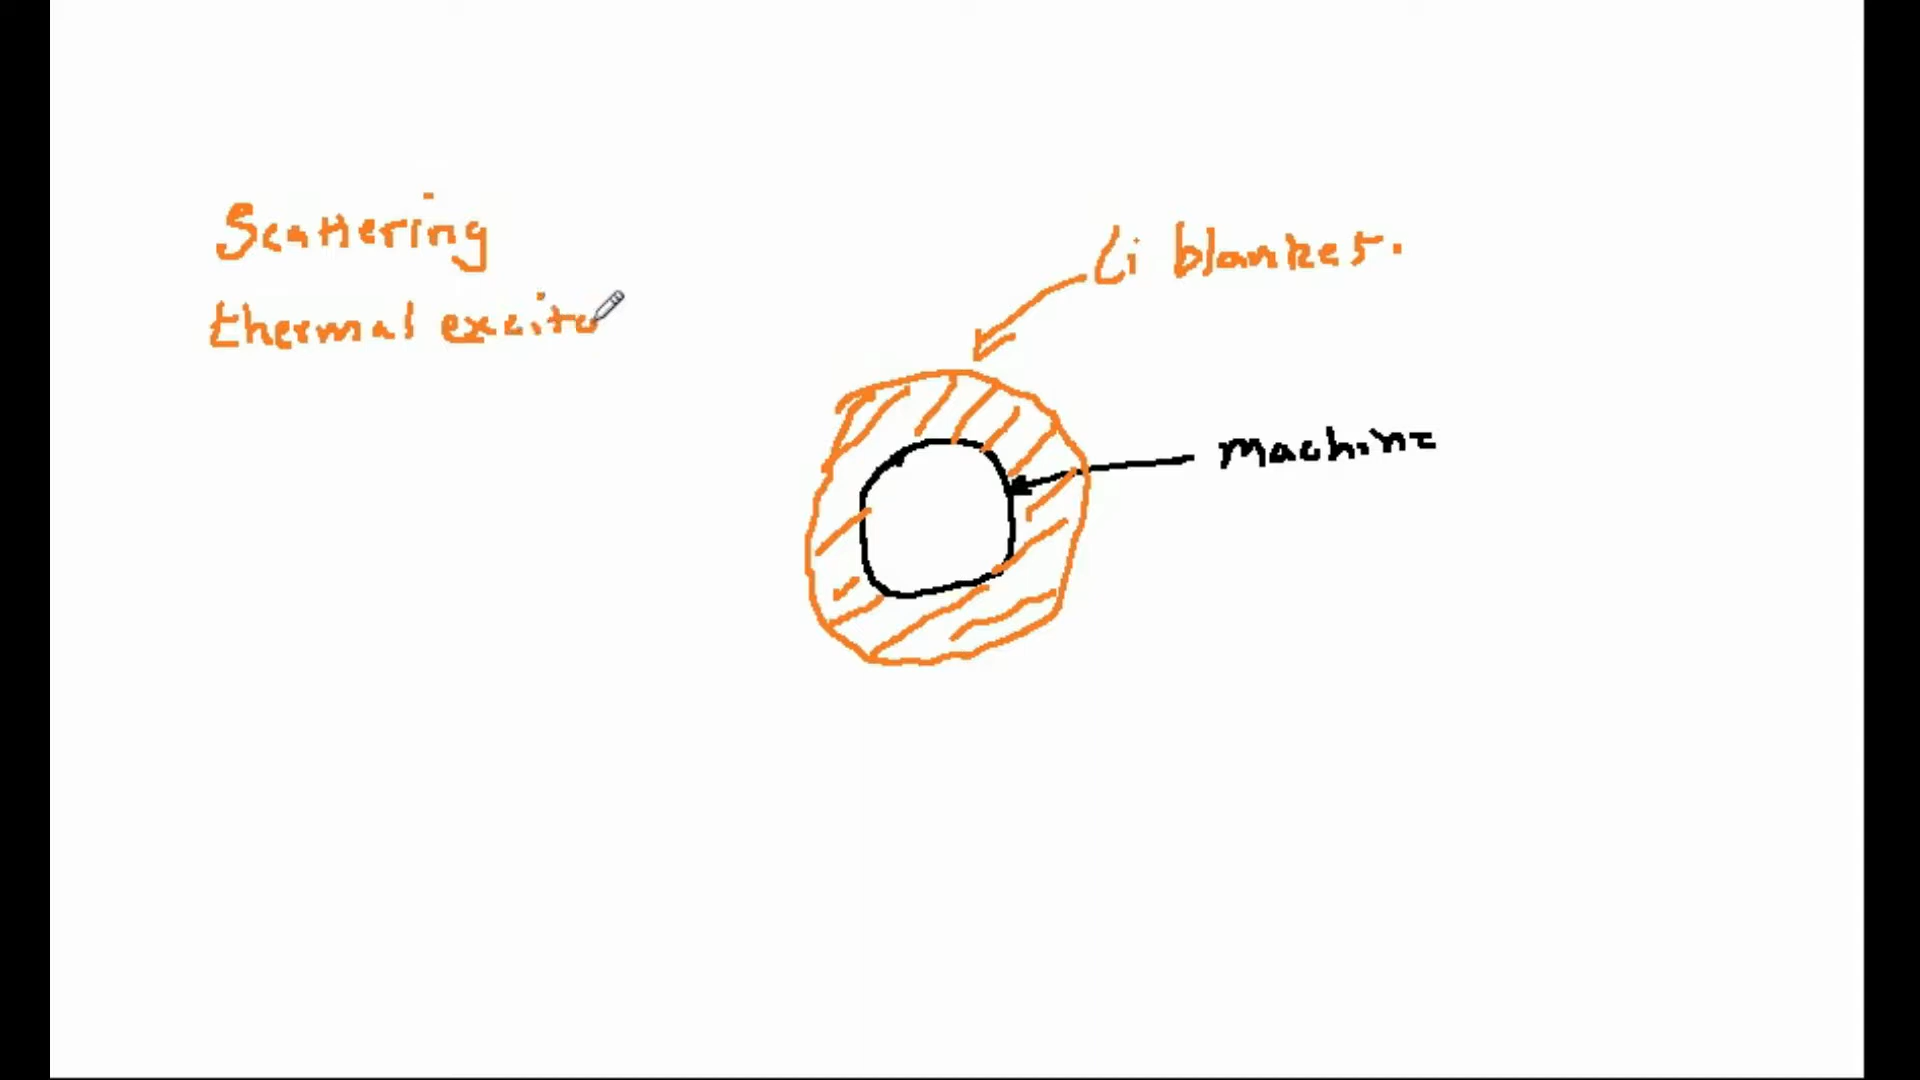 Scattering
thermal excita
Li blanket.
machine